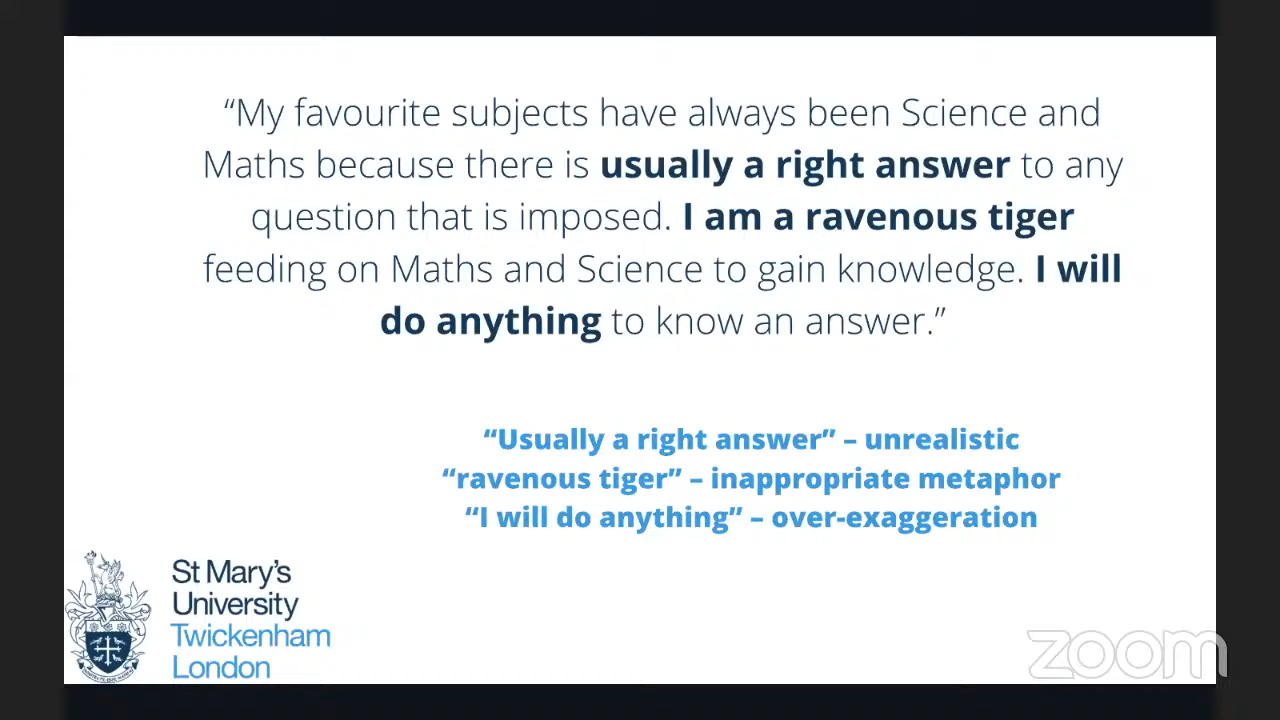 “My favourite subjects have always been Science and
Maths because there is usually a right answer to any
question that is imposed. I am a ravenous tiger
feeding on Maths and Science to gain knowledge. I will
do anything to know an answer.”
“Usually a right answer” – unrealistic
“ravenous tiger” – inappropriate metaphor
“I will do anything” – over-exaggeration
St Mary’s
University
Twickenham
London
zoom